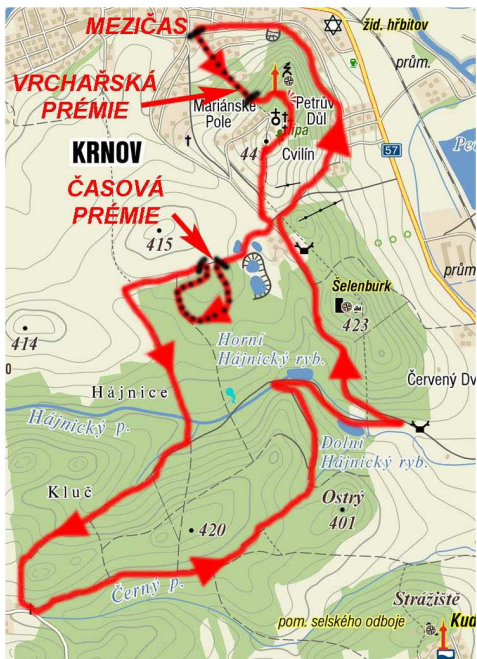 MEZIČAS
žid. hřbitov
prům.
VRCHAŘSKÁ
PRÉMIE
Mariánské
Pole
Petrův
Důl
KRNOV
441
Cvilín
57
ČASOVÁ
PRÉMIE
415
prům
Šelenburk
423
414
Horní
Hájnický ryb.
Hájnice
Červený Dv
Hájnický p.
Dolní
Hájnický ryb.
Kluč
Ostrý
401
420
Černý p.
Strážiště
pom. selského odboje
Kud